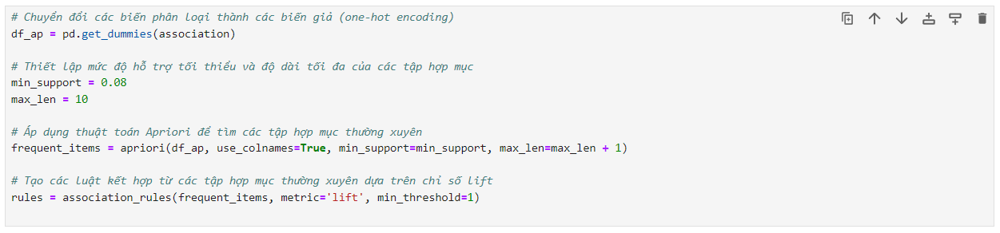 # Chuyển đổi các biến phân loại thành các biến giả (one-hot encoding)
df_ap = pd.get_dummies(association)
# Thiết lập mức độ hỗ trợ tối thiểu và độ dài tối đa của các tập hợp mục
min_support = 0.08
max_len = 10
# Áp dụng thuật toán Apriori để tìm các tập hợp mục thường xuyên
frequent_items = apriori(df_ap, use_colnames=True, min_support=min_support, max_len=max_len + 1)
# Tạo các luật kết hợp từ các tập hợp mục thường xuyên dựa trên chỉ số lift
rules = association_rules(frequent_items, metric='lift', min_threshold=1)